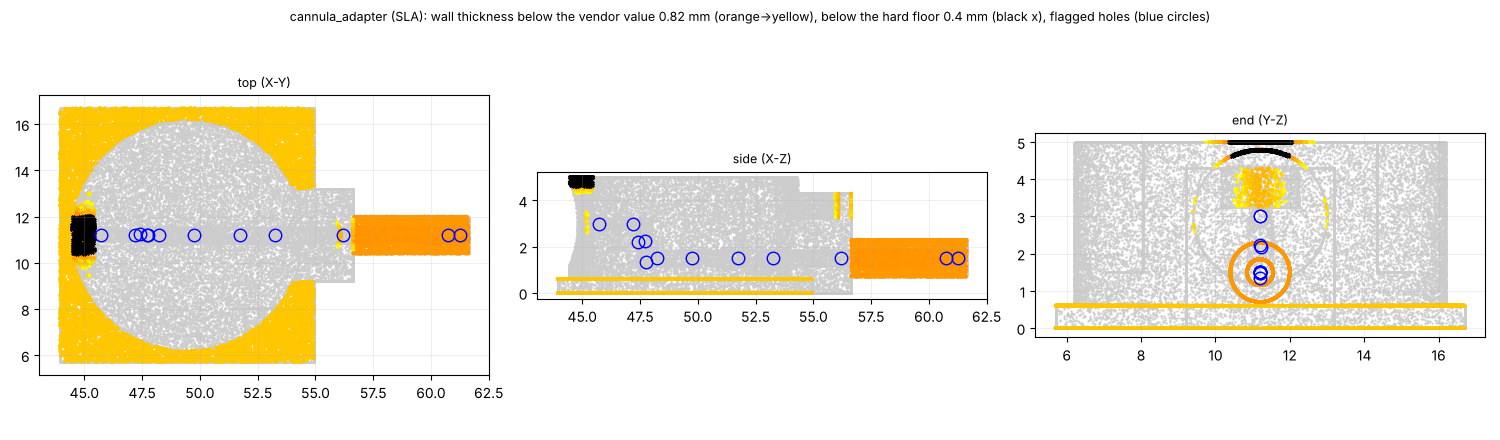 cannula_adapter (SLA): wall thickness below the vendor value 0.82 mm (orange→yellow), below the hard floor 0.4 mm (black x), flagged holes (blue circles)
top (X-Y)
16
14
12
10
8
6
45.0 47.5 50.0 52.5 55.0 57.5 60.0 62.5
side (X-Z)
4
2
0
45.0 47.5 50.0 52.5 55.0 57.5 60.0 62.5
end (Y-Z)
5
4
3
2
1
0
6 8 10 12 14 16